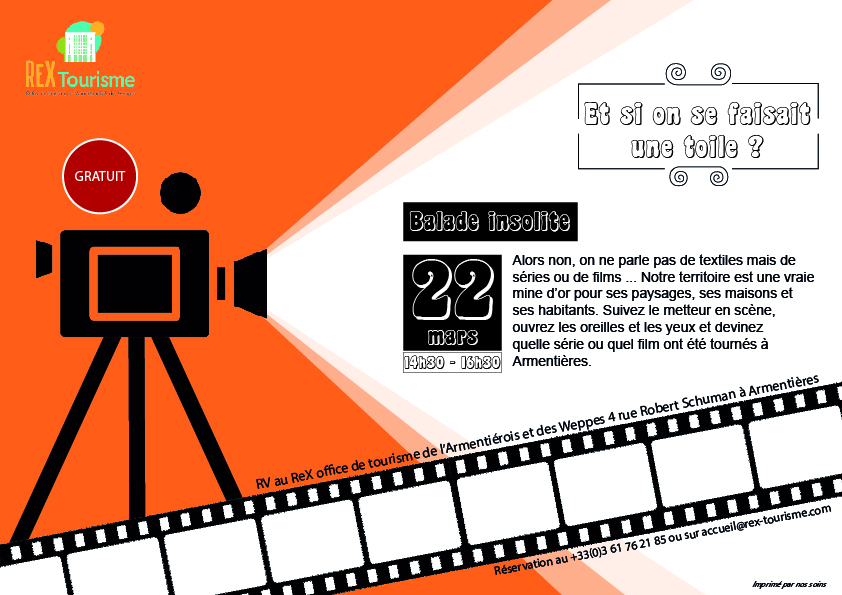 ReX Tourisme
GRATUIT
Et si on se faisait
une toile ?
Balade insolite
22
mars
14h30 - 16h30
Alors non, on ne parle pas de textiles mais de
séries ou de films ... Notre territoire est une vraie
mine d'or pour ses paysages, ses maisons et
ses habitants. Suivez le metteur en scène,
ouvrez les oreilles et les yeux et devinez
quelle série ou quel film ont été tournés à
Armentières.
RV au ReX office de tourisme de l'Armentiérois et des Weppes 4 rue Robert Schuman à Armentières
Réservation au +33(0)3 61 76 21 85 ou sur accueil@rex-tourisme.com
Imprimé par nos soins